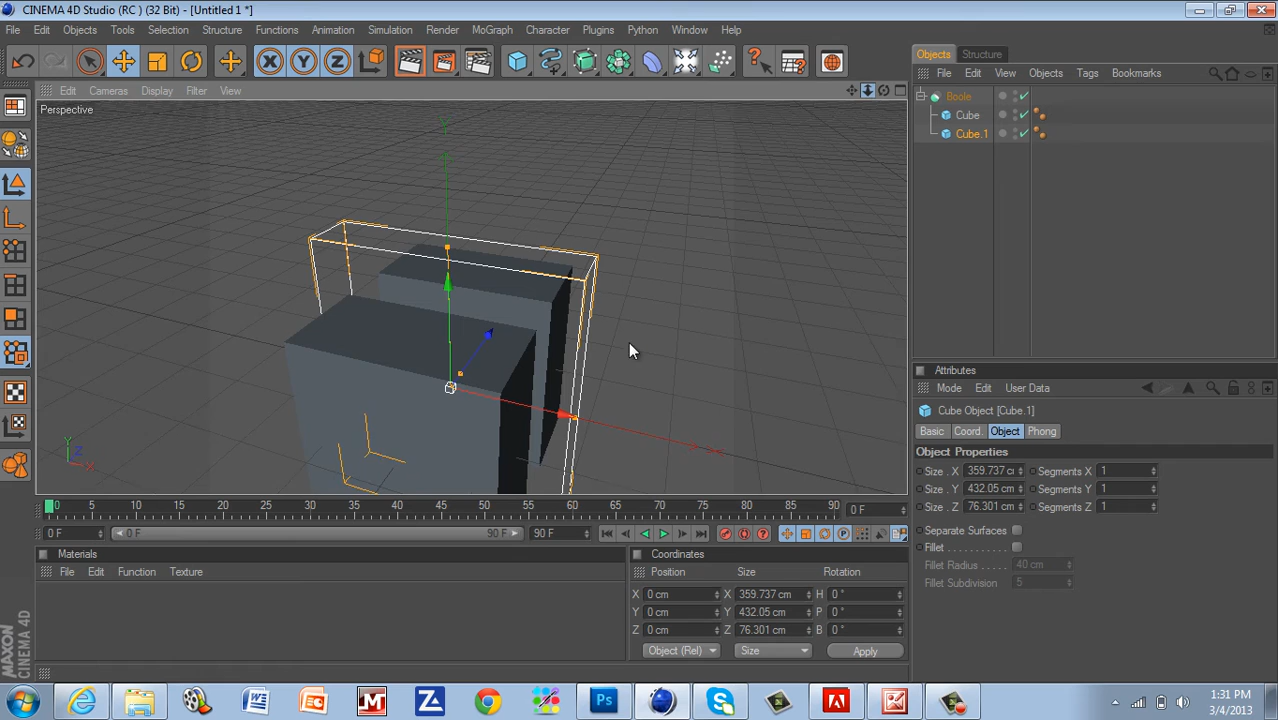 CINEMA 4D Studio (RC ) (32 Bit) - [Untitled 1 *]
File Edit Objects Tools Selection Structure Functions Animation Simulation Render MoGraph Character Plugins Python Window Help
X Y Z
Edit Cameras Display Filter View
Perspective
Y
X
Y
Z
X
0 5 10 15 20 25 30 35 40 45 50 55 60 65 70 75 80 85 90 0 F
0 F 0 F 90 F 90 F
Materials
File Edit Function Texture
Coordinates
Position Size Rotation
X 0 cm X 359.737 cm H 0 °
Y 0 cm Y 432.05 cm P 0 °
Z 0 cm Z 76.301 cm B 0 °
Object (Rel) Size Apply
Objects Structure
File Edit View Objects Tags Bookmarks
Boole
Cube
Cube.1
Attributes
Mode Edit User Data
Cube Object [Cube.1]
Basic Coord Object Phong
Object Properties
Size . X 359.737 c Segments X 1
Size . Y 432.05 cm Segments Y 1
Size . Z 76.301 cm Segments Z 1
Separate Surfaces
Fillet
Fillet Radius 40 cm
Fillet Subdivision 5
MAXON
CINEMA 4D
1:31 PM
3/4/2013